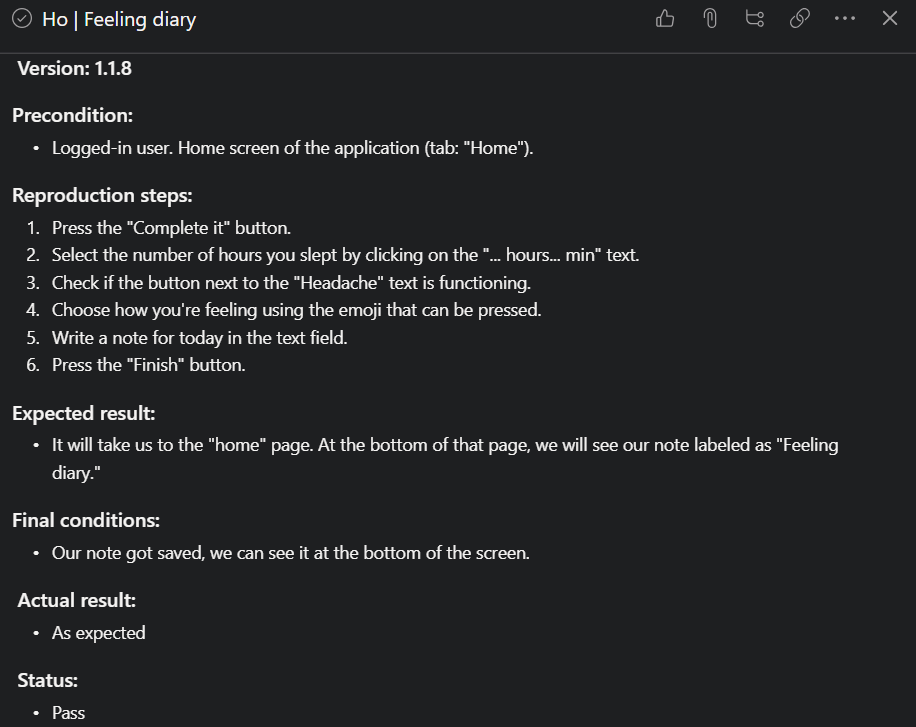 Ho | Feeling diary
Version: 1.1.8
Precondition:
• Logged-in user. Home screen of the application (tab: "Home").
Reproduction steps:
1. Press the "Complete it" button.
2. Select the number of hours you slept by clicking on the "... hours... min" text.
3. Check if the button next to the "Headache" text is functioning.
4. Choose how you're feeling using the emoji that can be pressed.
5. Write a note for today in the text field.
6. Press the "Finish" button.
Expected result:
• It will take us to the "home" page. At the bottom of that page, we will see our note labeled as "Feeling
diary."
Final conditions:
• Our note got saved, we can see it at the bottom of the screen.
Actual result:
• As expected
Status:
• Pass